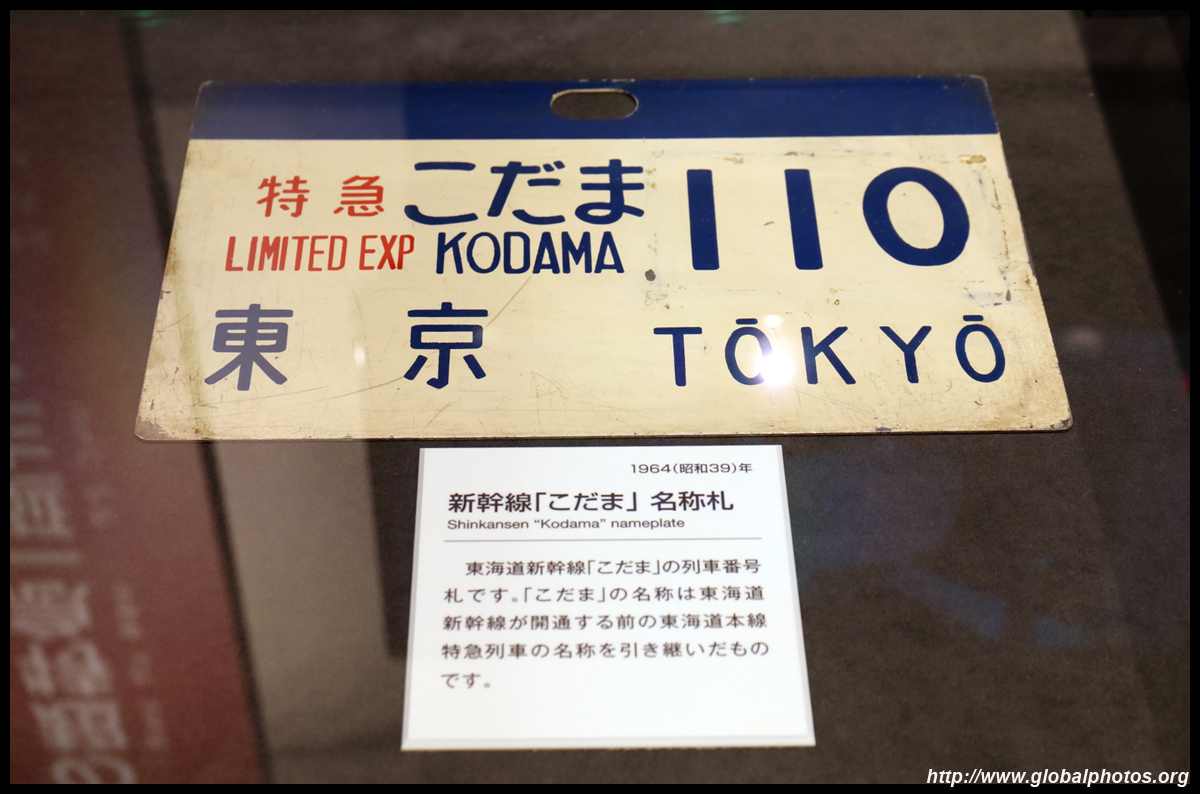 特急 こだま 110
LIMITED EXP KODAMA
東京 TŌKYŌ
1964(昭和39)年
新幹線「こだま」名称札
Shinkansen “Kodama” nameplate
東海道新幹線「こだま」の列車番号
札です。「こだま」の名称は東海道
新幹線が開通する前の東海道本線
特急列車の名称を引き継いだもの
です。
http://www.globalphotos.org